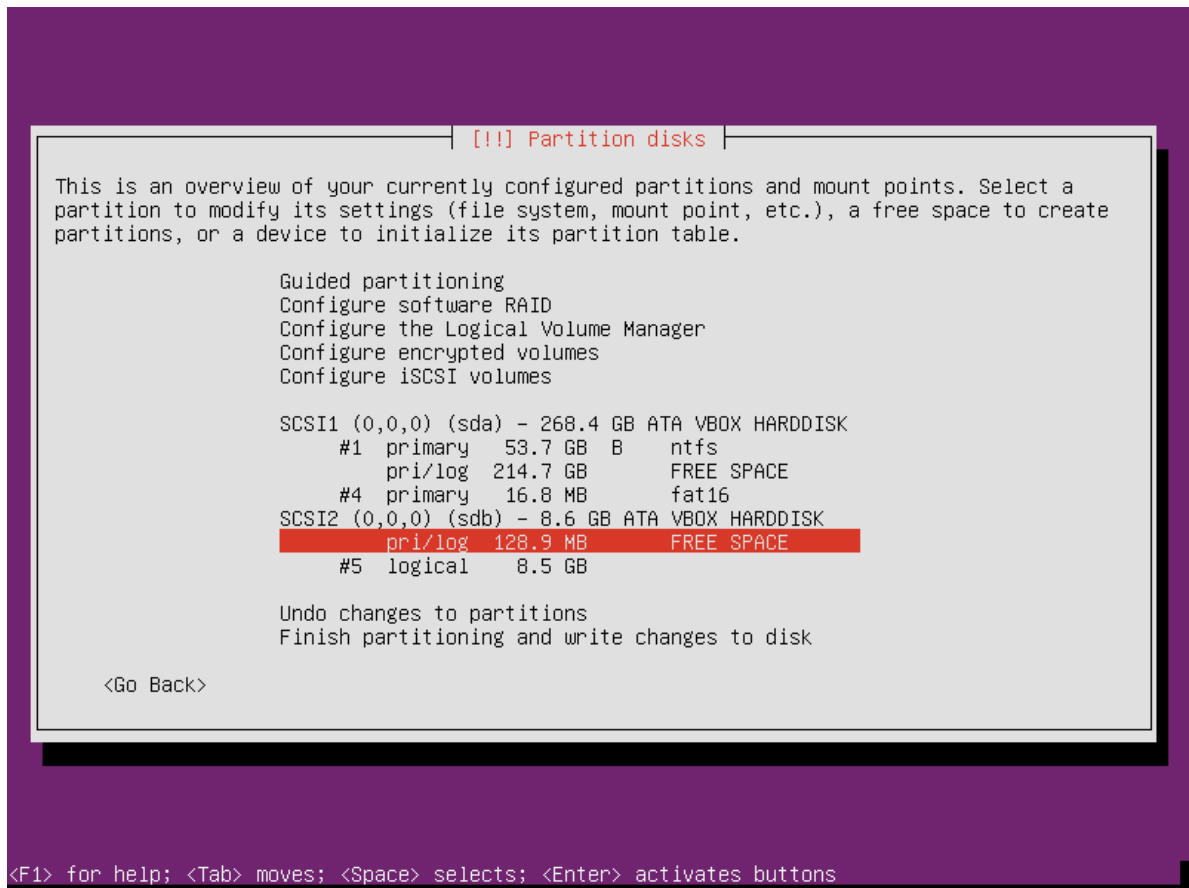 [!!] Partition disks
This is an overview of your currently configured partitions and mount points. Select a
partition to modify its settings (file system, mount point, etc.), a free space to create
partitions, or a device to initialize its partition table.
Guided partitioning
Configure software RAID
Configure the Logical Volume Manager
Configure encrypted volumes
Configure iSCSI volumes
SCSI1 (0,0,0) (sda) – 268.4 GB ATA VBOX HARDDISK
#1 primary 53.7 GB B ntfs
pri/log 214.7 GB FREE SPACE
#4 primary 16.8 MB fat16
SCSI2 (0,0,0) (sdb) – 8.6 GB ATA VBOX HARDDISK
pri/log 128.9 MB FREE SPACE
#5 logical 8.5 GB
Undo changes to partitions
Finish partitioning and write changes to disk
<Go Back>
<F1> for help; <Tab> moves; <Space> selects; <Enter> activates buttons